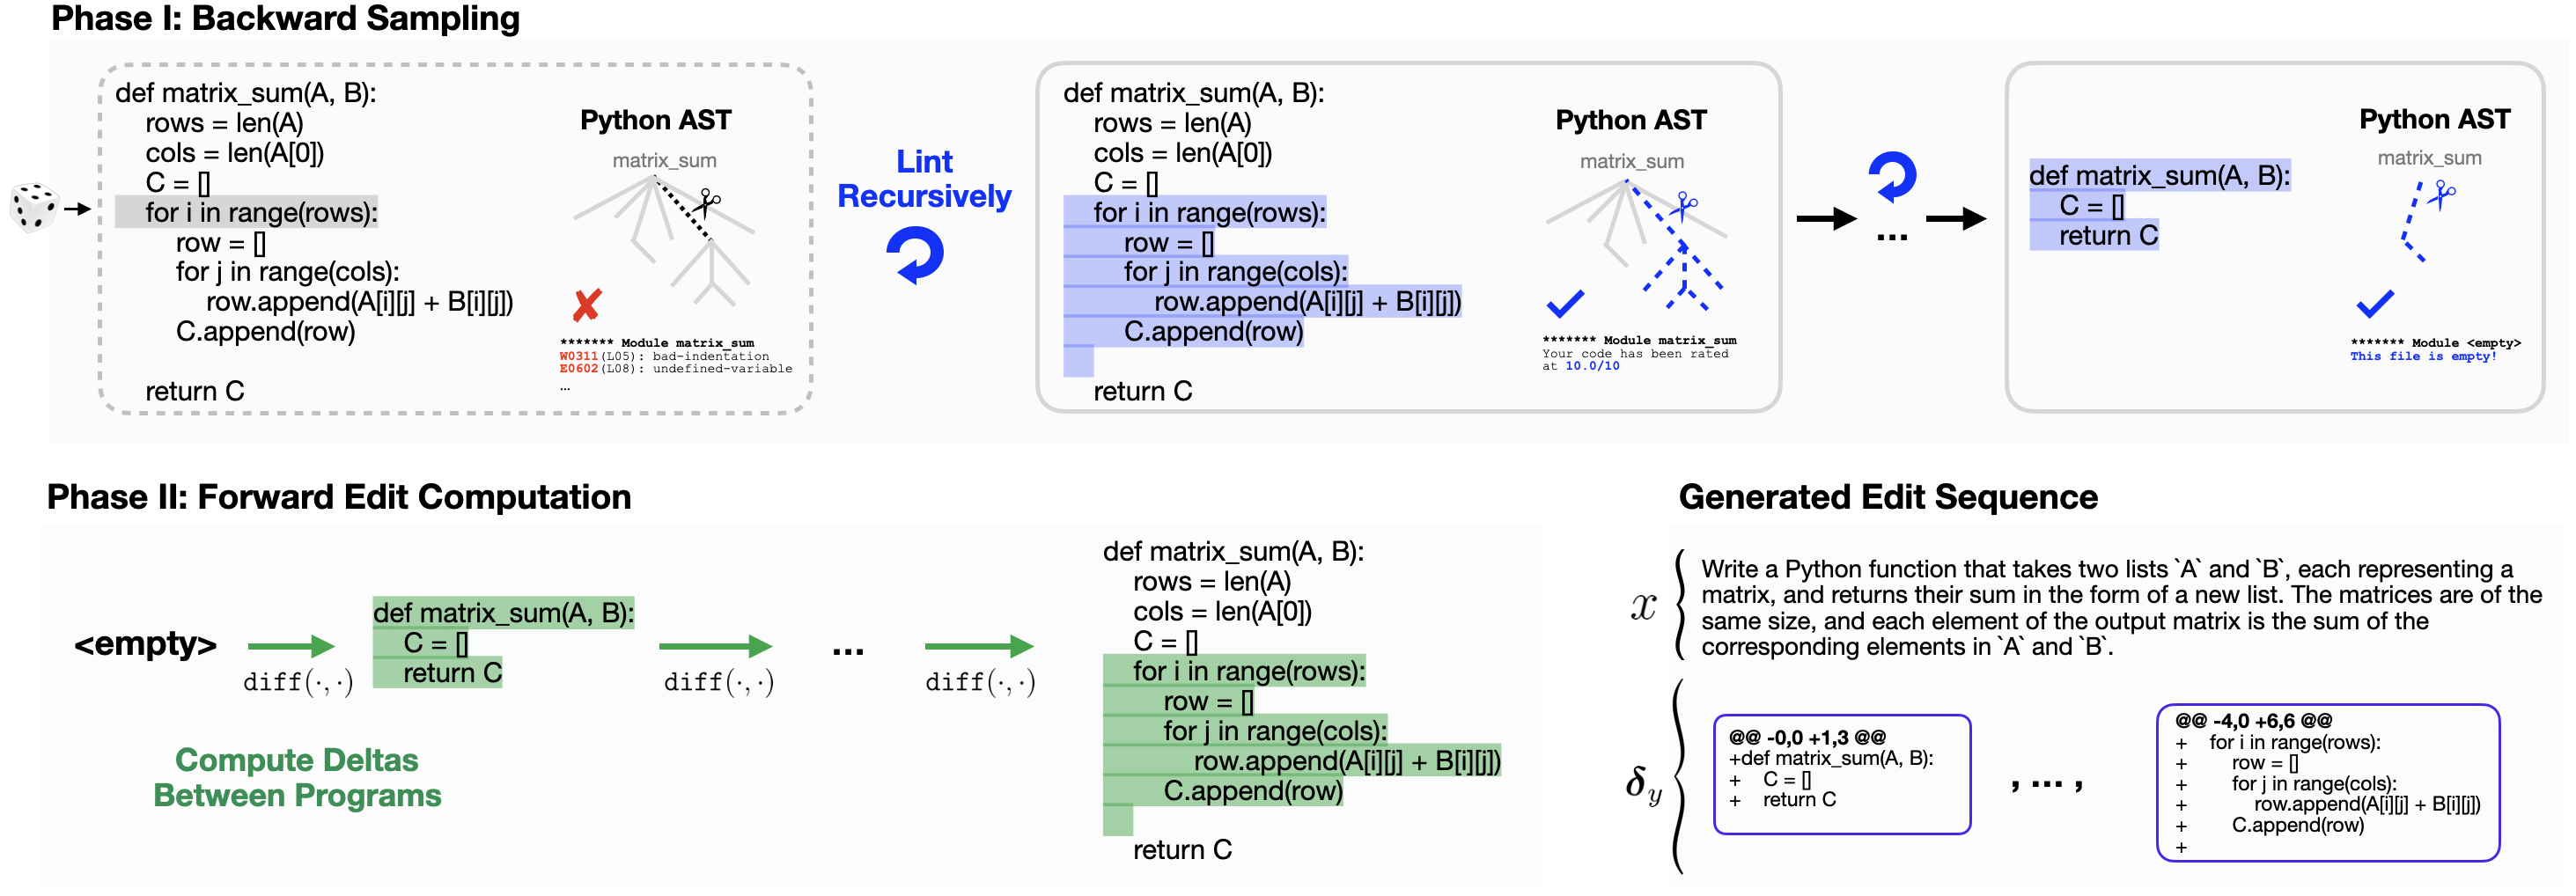 Phase I: Backward Sampling
def matrix_sum(A, B):
    rows = len(A)
    cols = len(A[0])
    C = []
    for i in range(rows):
        row = []
        for j in range(cols):
            row.append(A[i][j] + B[i][j])
        C.append(row)
    return C
Python AST
matrix_sum
******* Module matrix_sum
W0311(L05): bad-indentation
E0602(L08): undefined-variable
...
Lint
Recursively
def matrix_sum(A, B):
    rows = len(A)
    cols = len(A[0])
    C = []
    for i in range(rows):
        row = []
        for j in range(cols):
            row.append(A[i][j] + B[i][j])
        C.append(row)
    return C
Python AST
matrix_sum
******* Module matrix_sum
Your code has been rated
at 10.0/10
...
def matrix_sum(A, B):
    C = []
    return C
Python AST
matrix_sum
******* Module <empty>
This file is empty!
Phase II: Forward Edit Computation
<empty>
diff(·,·)
def matrix_sum(A, B):
    C = []
    return C
diff(·,·)
...
diff(·,·)
def matrix_sum(A, B):
    rows = len(A)
    cols = len(A[0])
    C = []
    for i in range(rows):
        row = []
        for j in range(cols):
            row.append(A[i][j] + B[i][j])
        C.append(row)
    return C
Compute Deltas
Between Programs
Generated Edit Sequence
x
Write a Python function that takes two lists `A` and `B`, each representing a
matrix, and returns their sum in the form of a new list. The matrices are of the
same size, and each element of the output matrix is the sum of the
corresponding elements in `A` and `B`.
δy
@@ -0,0 +1,3 @@
+def matrix_sum(A, B):
+    C = []
+    return C
, ... ,
@@ -4,0 +6,6 @@
+    for i in range(rows):
+        row = []
+        for j in range(cols):
+            row.append(A[i][j] + B[i][j])
+        C.append(row)
+